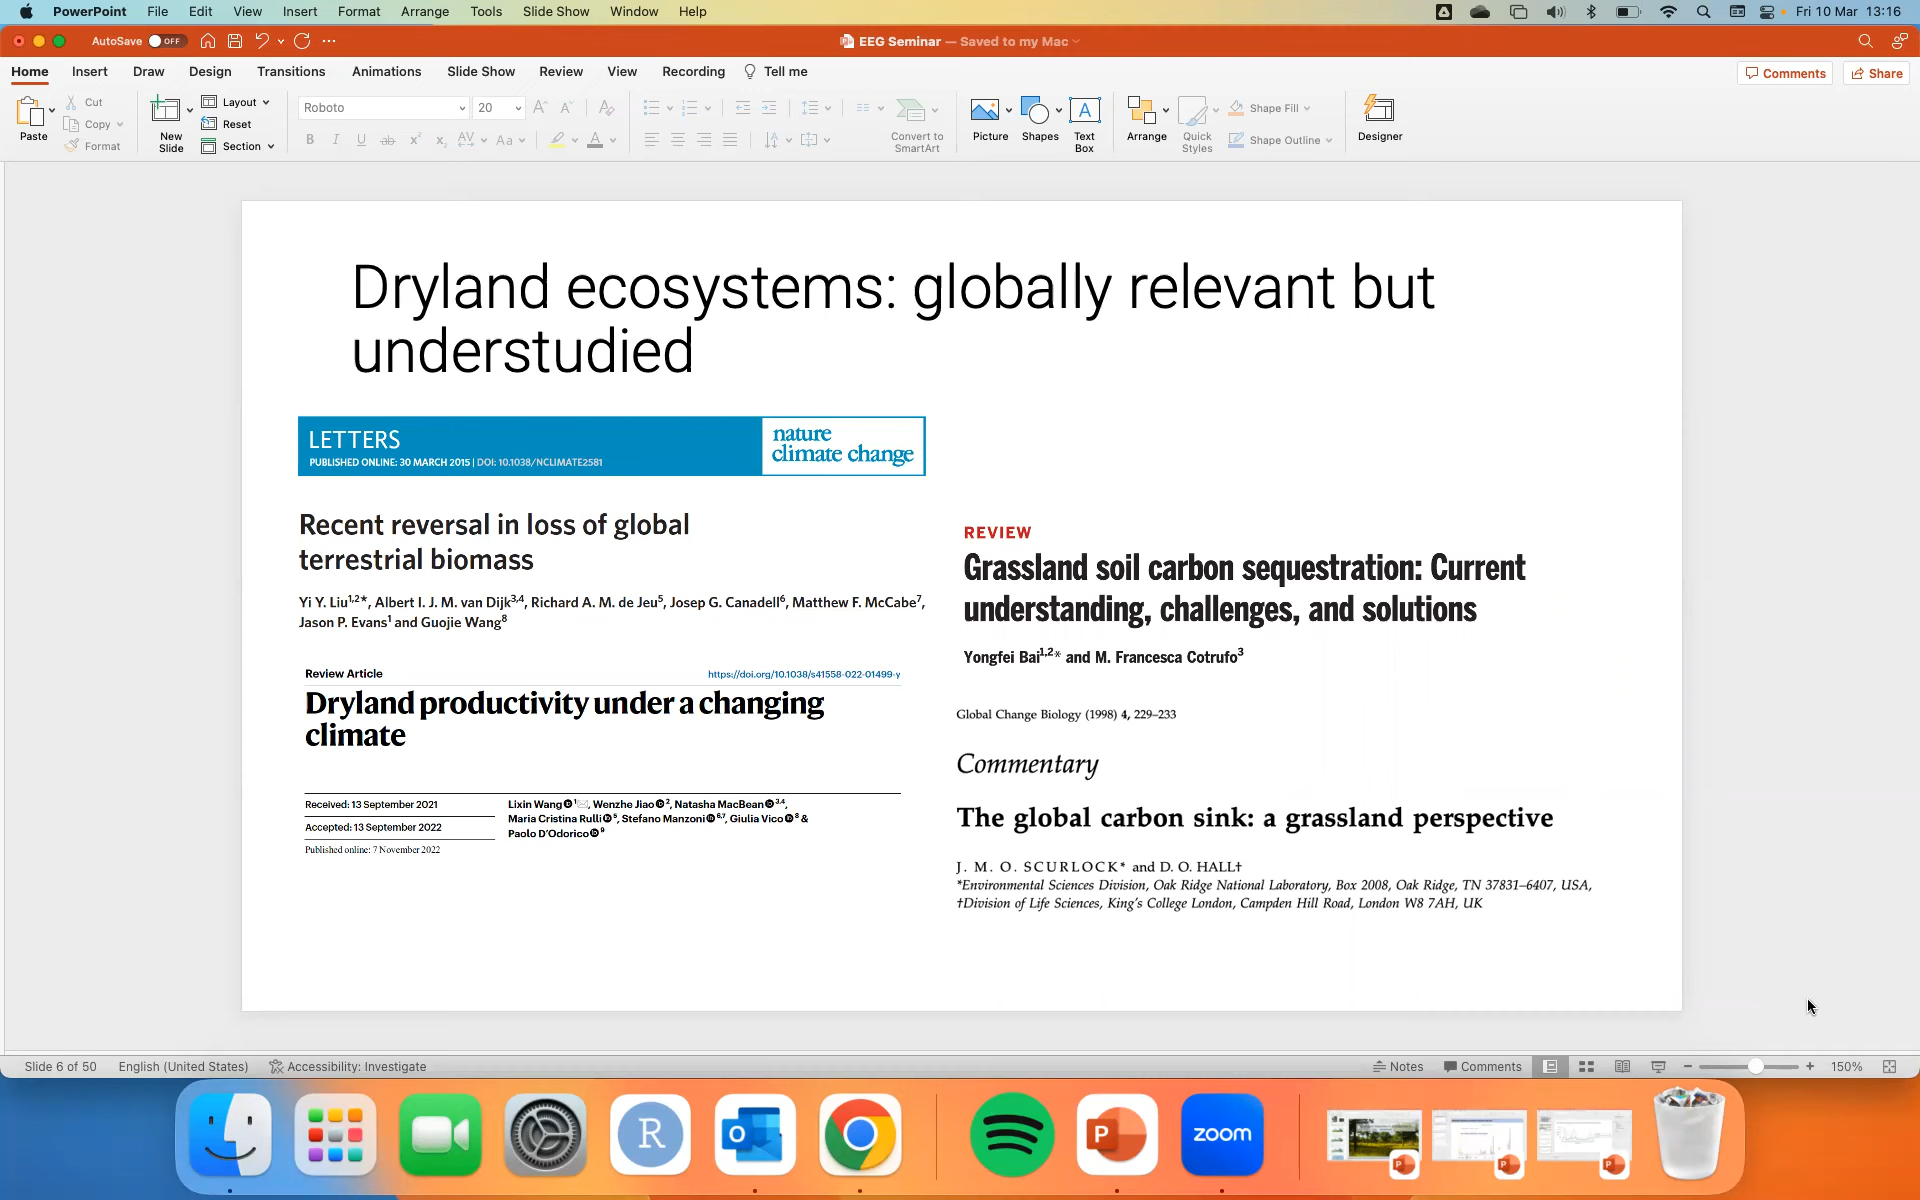 PowerPoint File Edit View Insert Format Arrange Tools Slide Show Window Help Fri 10 Mar 13:16
AutoSave OFF EEG Seminar — Saved to my Mac
Home Insert Draw Design Transitions Animations Slide Show Review View Recording Tell me Comments Share
Paste Cut Copy Format
New Slide Layout Reset Section
Roboto 20
Convert to SmartArt
Picture Shapes Text Box
Arrange Quick Styles Shape Fill Shape Outline
Designer
Dryland ecosystems: globally relevant but
understudied
LETTERS
PUBLISHED ONLINE: 30 MARCH 2015 | DOI: 10.1038/NCLIMATE2581
nature
climate change
Recent reversal in loss of global
terrestrial biomass
Yi Y. Liu1,2*, Albert I. J. M. van Dijk3,4, Richard A. M. de Jeu5, Josep G. Canadell6, Matthew F. McCabe7,
Jason P. Evans1 and Guojie Wang8
Review Article https://doi.org/10.1038/s41558-022-01499-y
Dryland productivity under a changing
climate
Received: 13 September 2021
Accepted: 13 September 2022
Published online: 7 November 2022
Lixin Wang1, Wenzhe Jiao2, Natasha MacBean3,4,
Maria Cristina Rulli5, Stefano Manzoni6,7, Giulia Vico8 &
Paolo D'Odorico9
REVIEW
Grassland soil carbon sequestration: Current
understanding, challenges, and solutions
Yongfei Bai1,2* and M. Francesca Cotrufo3
Global Change Biology (1998) 4, 229–233
Commentary
The global carbon sink: a grassland perspective
J. M. O. SCURLOCK* and D. O. HALL†
*Environmental Sciences Division, Oak Ridge National Laboratory, Box 2008, Oak Ridge, TN 37831–6407, USA,
†Division of Life Sciences, King's College London, Campden Hill Road, London W8 7AH, UK
Slide 6 of 50 English (United States) Accessibility: Investigate Notes Comments 150%
zoom